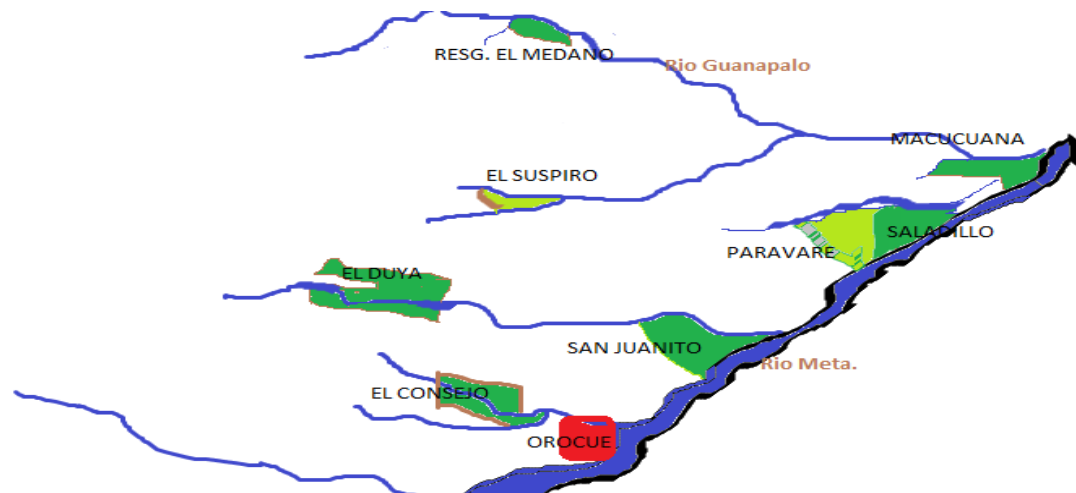 RESG. EL MEDANO
Rio Guanapalo
MACUCUANA
EL SUSPIRO
SALADILLO
PARAVARE
EL DUYA
SAN JUANITO
Rio Meta.
EL CONSEJO
OROCUE